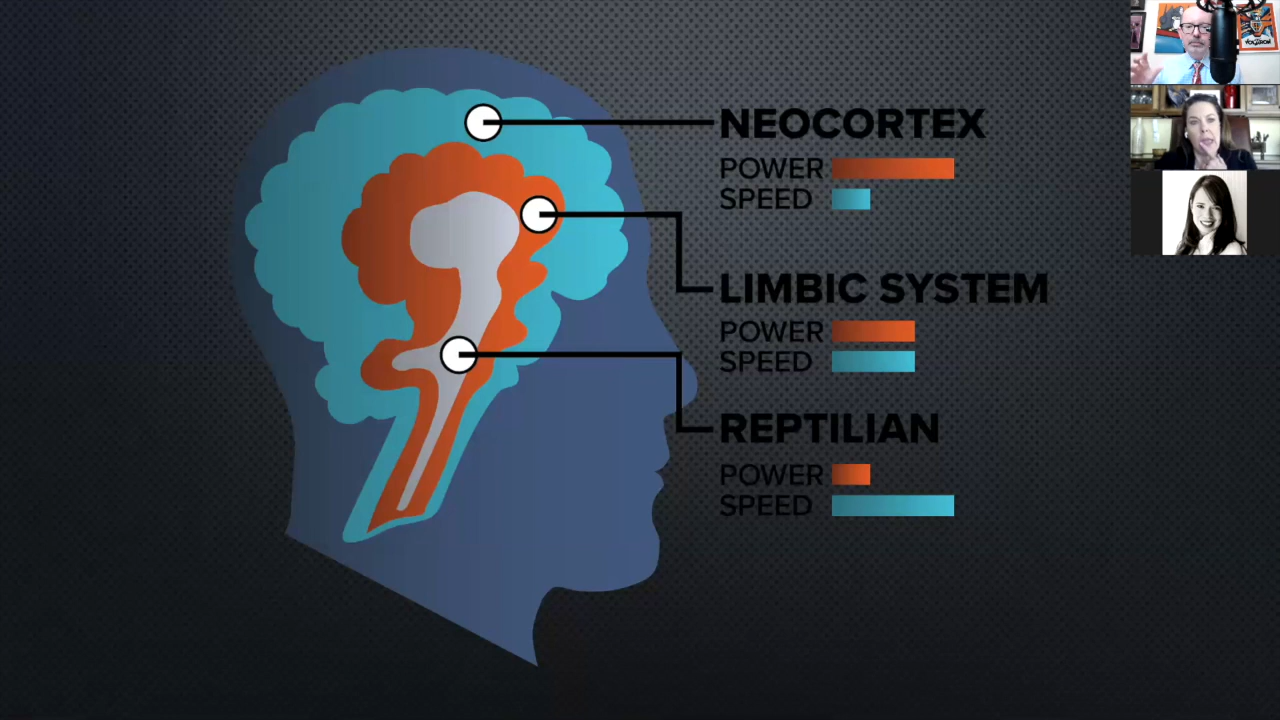 NEOCORTEX
POWER
SPEED
LIMBIC SYSTEM
POWER
SPEED
REPTILIAN
POWER
SPEED